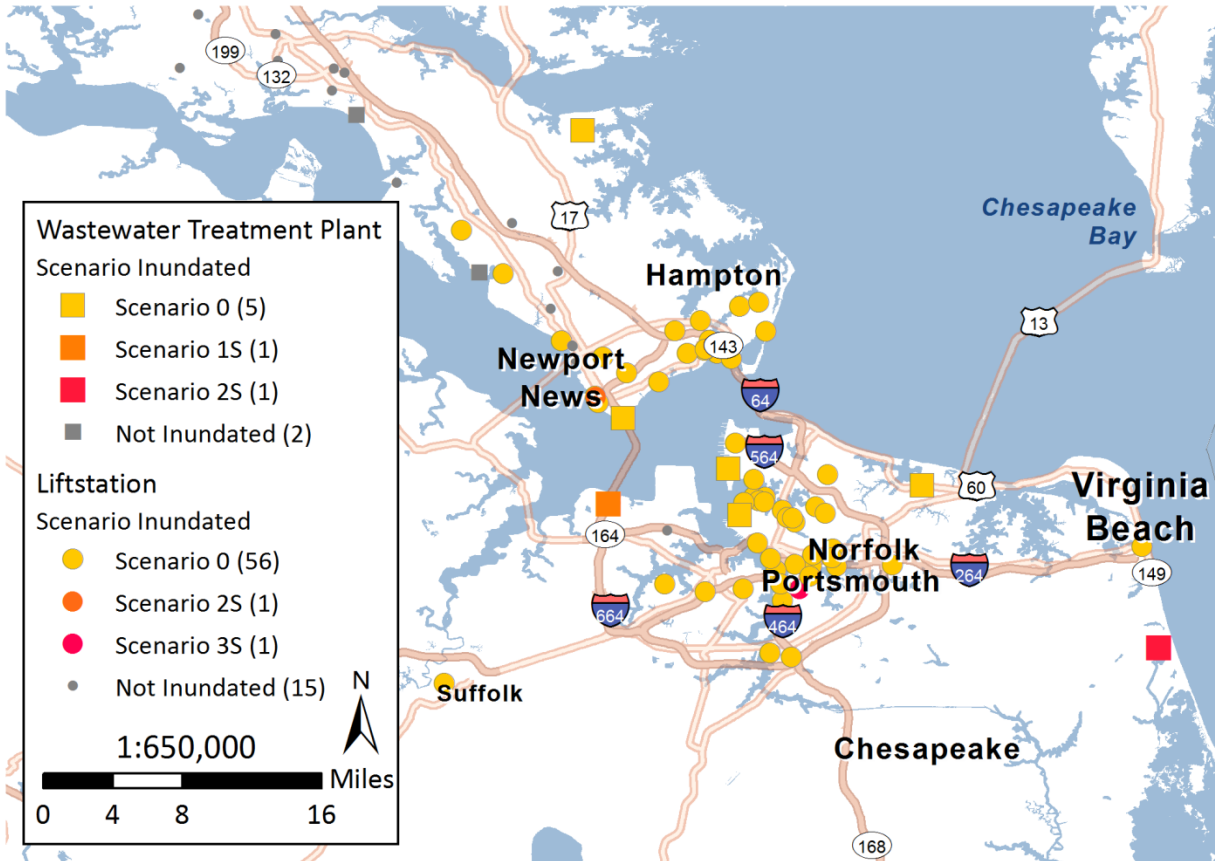 199
132
17
Chesapeake
Bay
Hampton
13
143
Newport
News
64
564
60
Virginia
Beach
164
Norfolk
Portsmouth
264
149
664
464
Suffolk
Chesapeake
168
Wastewater Treatment Plant
Scenario Inundated
Scenario 0 (5)
Scenario 1S (1)
Scenario 2S (1)
Not Inundated (2)
Liftstation
Scenario Inundated
Scenario 0 (56)
Scenario 2S (1)
Scenario 3S (1)
Not Inundated (15)
N
1:650,000
Miles
0 4 8 16